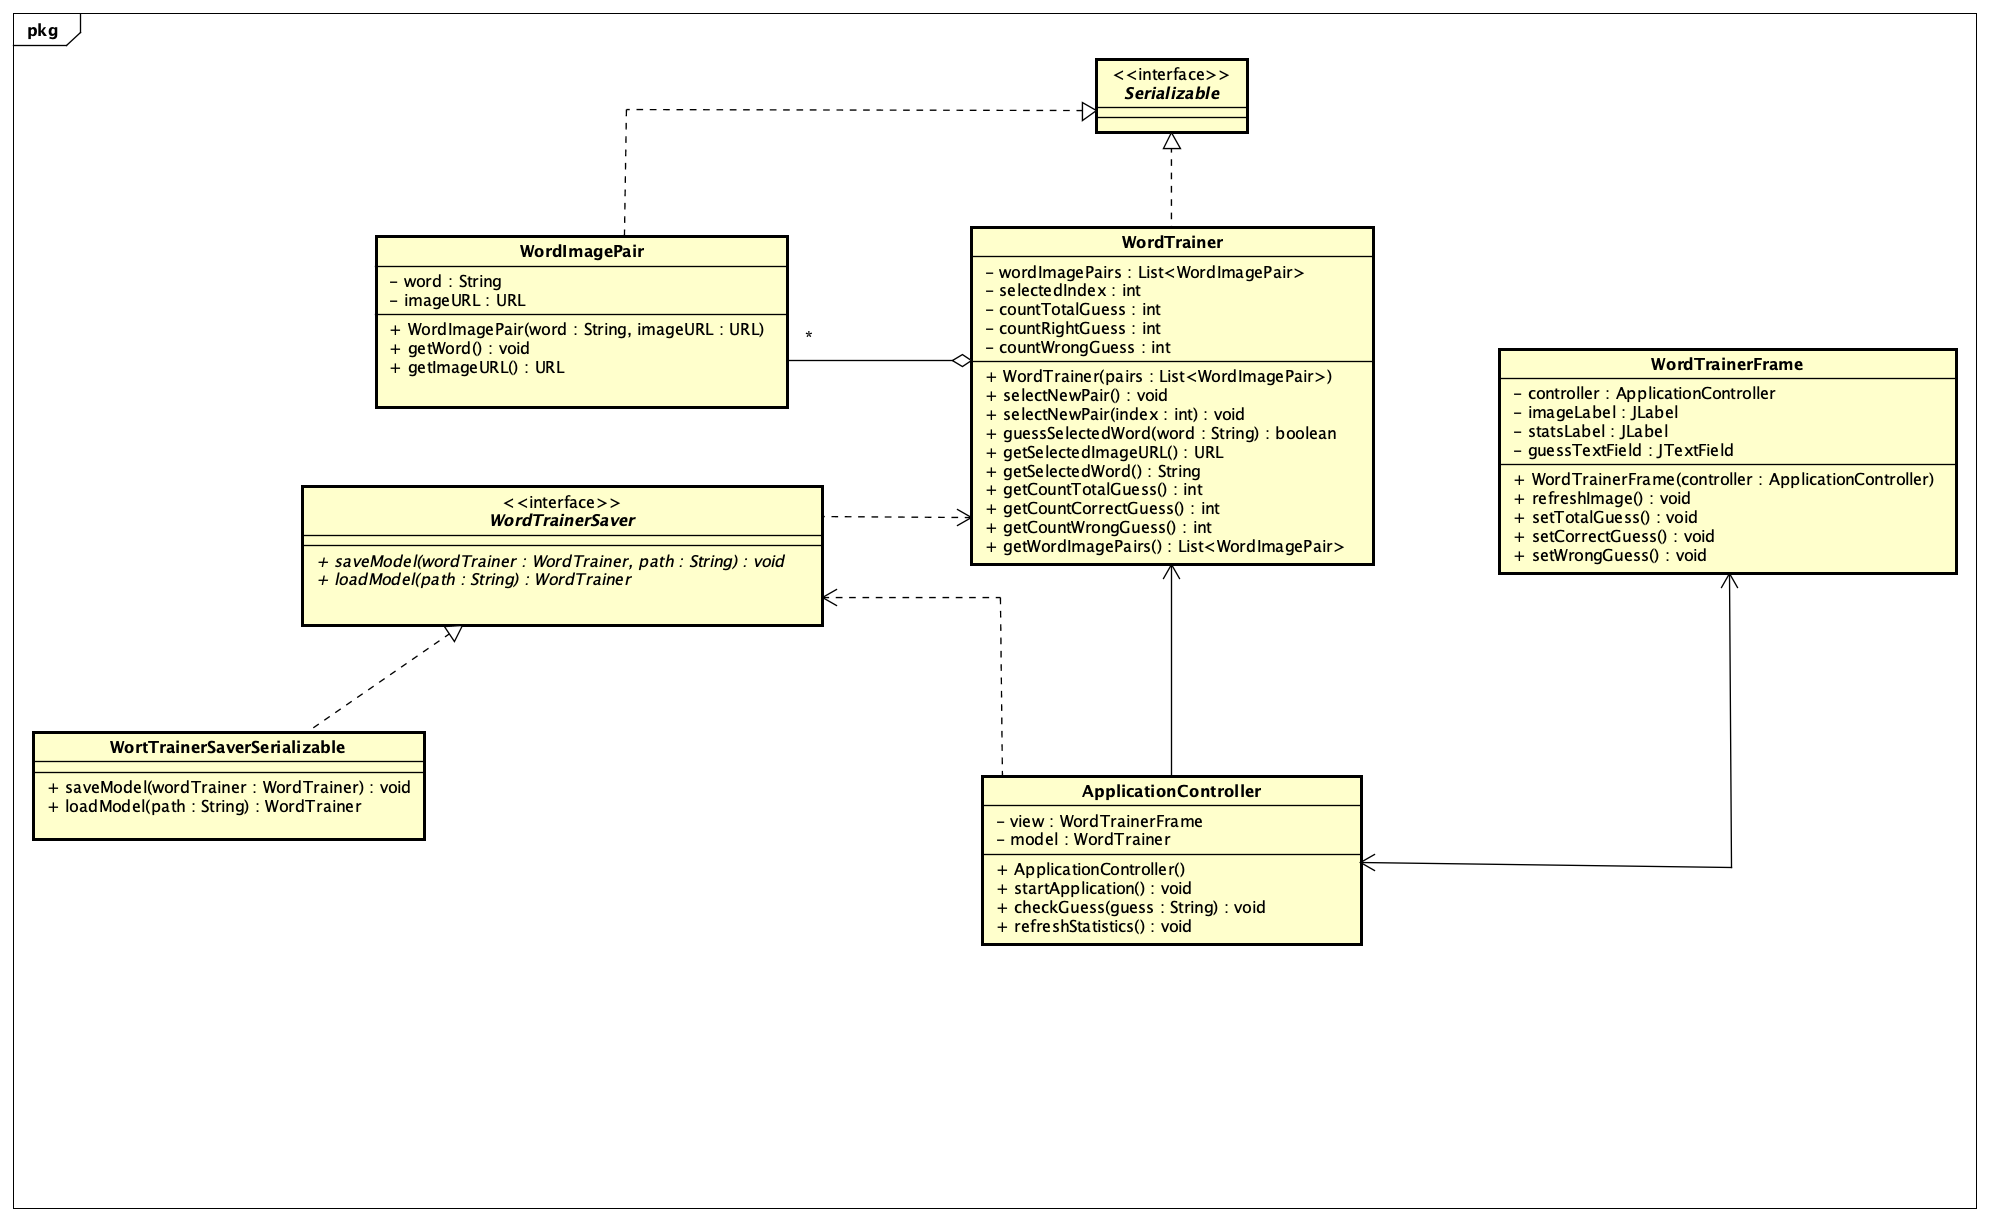 pkg
<<interface>>
Serializable
WordImagePair
- word : String
- imageURL : URL
+ WordImagePair(word : String, imageURL : URL)
+ getWord() : void
+ getImageURL() : URL
*
WordTrainer
- wordImagePairs : List<WordImagePair>
- selectedIndex : int
- countTotalGuess : int
- countRightGuess : int
- countWrongGuess : int
+ WordTrainer(pairs : List<WordImagePair>)
+ selectNewPair() : void
+ selectNewPair(index : int) : void
+ guessSelectedWord(word : String) : boolean
+ getSelectedImageURL() : URL
+ getSelectedWord() : String
+ getCountTotalGuess() : int
+ getCountCorrectGuess() : int
+ getCountWrongGuess() : int
+ getWordImagePairs() : List<WordImagePair>
WordTrainerFrame
- controller : ApplicationController
- imageLabel : JLabel
- statsLabel : JLabel
- guessTextField : JTextField
+ WordTrainerFrame(controller : ApplicationController)
+ refreshImage() : void
+ setTotalGuess() : void
+ setCorrectGuess() : void
+ setWrongGuess() : void
<<interface>>
WordTrainerSaver
+ saveModel(wordTrainer : WordTrainer, path : String) : void
+ loadModel(path : String) : WordTrainer
WortTrainerSaverSerializable
+ saveModel(wordTrainer : WordTrainer) : void
+ loadModel(path : String) : WordTrainer
ApplicationController
- view : WordTrainerFrame
- model : WordTrainer
+ ApplicationController()
+ startApplication() : void
+ checkGuess(guess : String) : void
+ refreshStatistics() : void